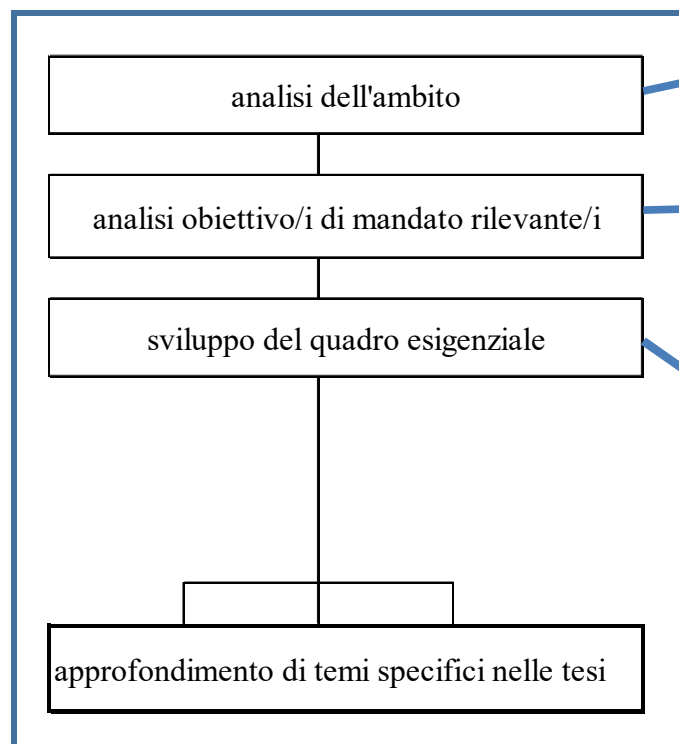 analisi dell'ambito
analisi obiettivo/i di mandato rilevante/i
sviluppo del quadro esigenziale
approfondimento di temi specifici nelle tesi